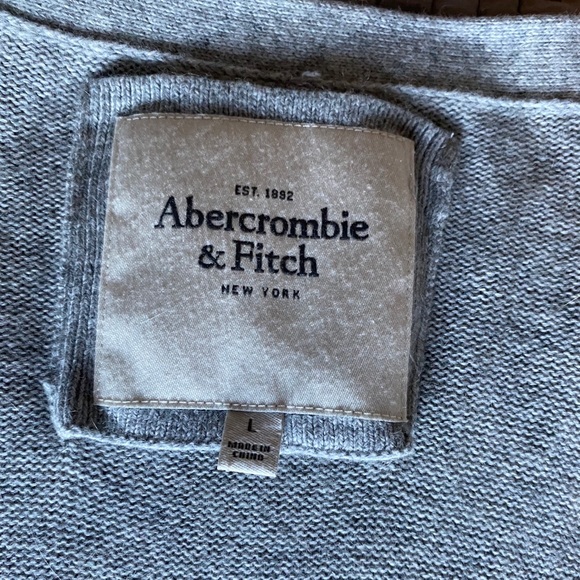 EST. 1892
Abercrombie
& Fitch
NEW YORK
L
MADE IN
CHINA